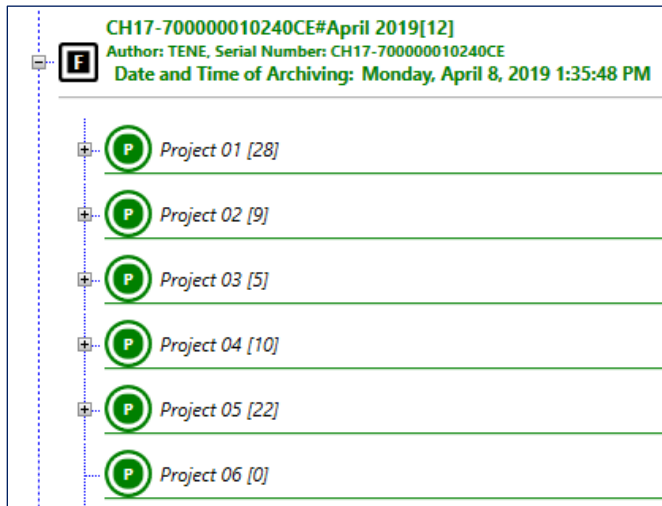 CH17-700000010240CE#April 2019[12]
F
Author: TENE, Serial Number: CH17-700000010240CE
Date and Time of Archiving: Monday, April 8, 2019 1:35:48 PM
P Project 01 [28]
P Project 02 [9]
P Project 03 [5]
P Project 04 [10]
P Project 05 [22]
P Project 06 [0]